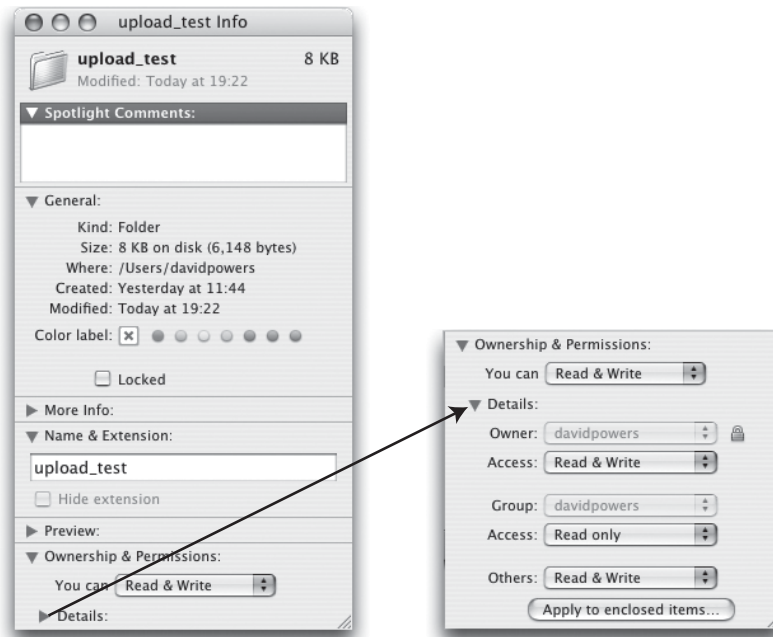 upload_test Info
upload_test 8 KB
Modified: Today at 19:22
Spotlight Comments:
General:
Kind: Folder
Size: 8 KB on disk (6,148 bytes)
Where: /Users/davidpowers
Created: Yesterday at 11:44
Modified: Today at 19:22
Color label:
Locked
More Info:
Name & Extension:
upload_test
Hide extension
Preview:
Ownership & Permissions:
You can Read & Write
Details:
Ownership & Permissions:
You can Read & Write
Details:
Owner: davidpowers
Access: Read & Write
Group: davidpowers
Access: Read only
Others: Read & Write
Apply to enclosed items...